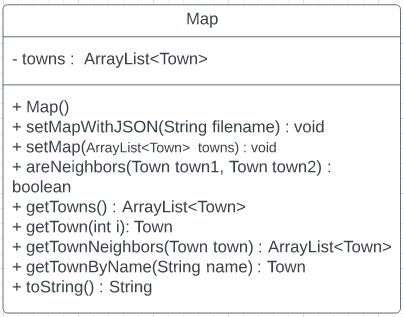 Map
- towns : ArrayList<Town>
+ Map()
+ setMapWithJSON(String filename) : void
+ setMap(ArrayList<Town> towns) : void
+ areNeighbors(Town town1, Town town2) :
boolean
+ getTowns() : ArrayList<Town>
+ getTown(int i): Town
+ getTownNeighbors(Town town) : ArrayList<Town>
+ getTownByName(String name) : Town
+ toString() : String